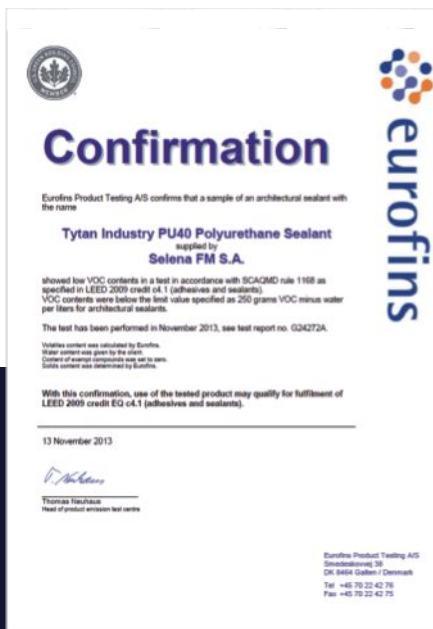 U.S. GREEN BUILDING COUNCIL
MEMBER
eurofins
Confirmation
Eurofins Product Testing A/S confirms that a sample of an architectural sealant with
the name
Tytan Industry PU40 Polyurethane Sealant
supplied by
Selena FM S.A.
showed low VOC contents in a test in accordance with SCAQMD rule 1168 as
specified in LEED 2009 credit c4.1 (adhesives and sealants).
VOC contents were below the limit value specified as 250 grams VOC minus water
per liters for architectural sealants.
The test has been performed in November 2013, see test report no. G24272A.
Volatiles content was calculated by Eurofins.
Water content was given by the client.
Content of exempt compounds was set to zero.
Solids content was determined by Eurofins.
With this confirmation, use of the tested product may qualify for fulfilment of
LEED 2009 credit EQ c4.1 (adhesives and sealants).
13 November 2013
T. Neuhaus
Thomas Neuhaus
Head of product emission test centre
Eurofins Product Testing A/S
Smedeskovvej 38
DK 8464 Galten / Denmark
Tel +45 70 22 42 76
Fax +45 70 22 42 75